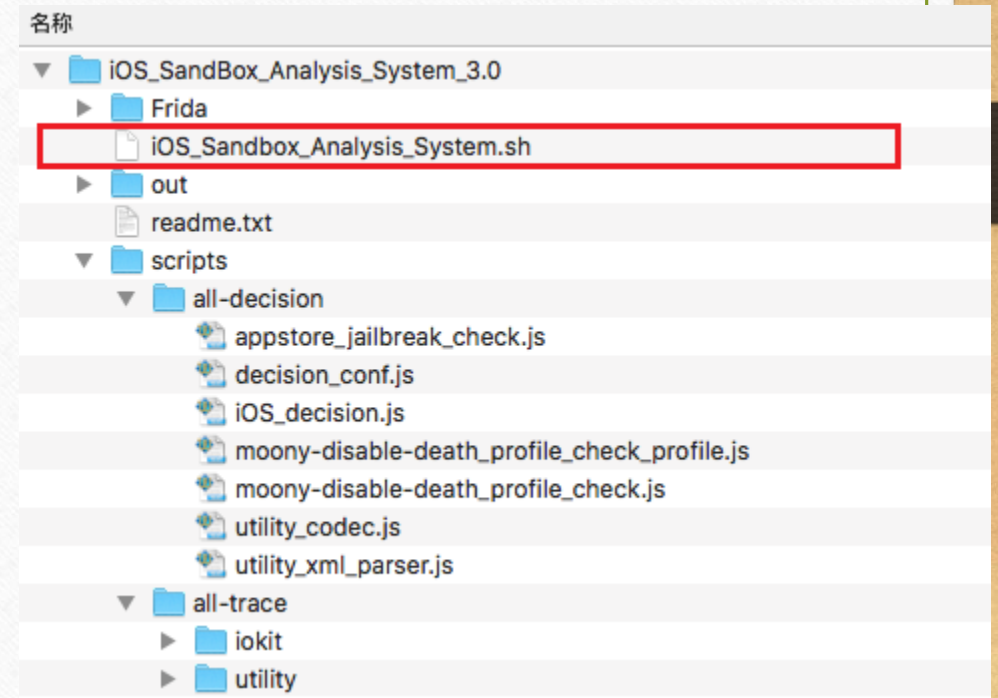 名称
iOS_SandBox_Analysis_System_3.0
Frida
iOS_Sandbox_Analysis_System.sh
out
readme.txt
scripts
all-decision
appstore_jailbreak_check.js
decision_conf.js
iOS_decision.js
moony-disable-death_profile_check_profile.js
moony-disable-death_profile_check.js
utility_codec.js
utility_xml_parser.js
all-trace
iokit
utility